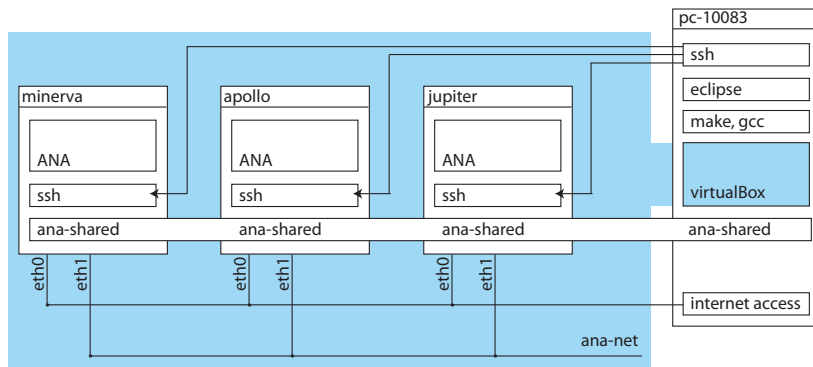 pc-10083
ssh
minerva
apollo
jupiter
eclipse
make, gcc
ANA
ANA
ANA
virtualBox
ssh
ssh
ssh
ana-shared
ana-shared
ana-shared
ana-shared
eth0
eth1
eth0
eth1
eth0
eth1
internet access
ana-net